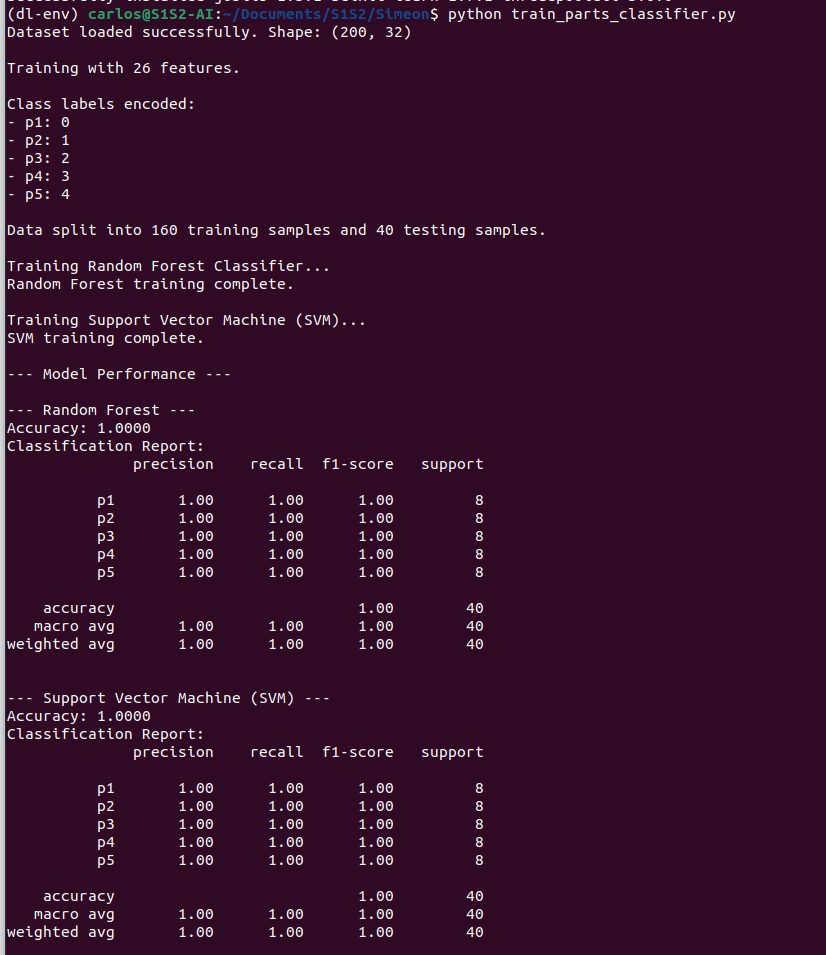 (dl-env) carlos@S1S2-AI:~/Documents/S1S2/Simeon$ python train_parts_classifier.py
Dataset loaded successfully. Shape: (200, 32)
Training with 26 features.
Class labels encoded:
- p1: 0
- p2: 1
- p3: 2
- p4: 3
- p5: 4
Data split into 160 training samples and 40 testing samples.
Training Random Forest Classifier...
Random Forest training complete.
Training Support Vector Machine (SVM)...
SVM training complete.
--- Model Performance ---
--- Random Forest ---
Accuracy: 1.0000
Classification Report:
precision recall f1-score support
p1 1.00 1.00 1.00 8
p2 1.00 1.00 1.00 8
p3 1.00 1.00 1.00 8
p4 1.00 1.00 1.00 8
p5 1.00 1.00 1.00 8
accuracy 1.00 40
macro avg 1.00 1.00 1.00 40
weighted avg 1.00 1.00 1.00 40
--- Support Vector Machine (SVM) ---
Accuracy: 1.0000
Classification Report:
precision recall f1-score support
p1 1.00 1.00 1.00 8
p2 1.00 1.00 1.00 8
p3 1.00 1.00 1.00 8
p4 1.00 1.00 1.00 8
p5 1.00 1.00 1.00 8
accuracy 1.00 40
macro avg 1.00 1.00 1.00 40
weighted avg 1.00 1.00 1.00 40